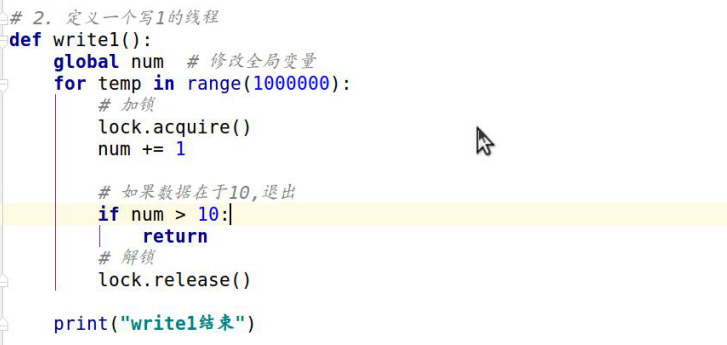 # 2. 定义一个写1的线程
def write1():
    global num  # 修改全局变量
    for temp in range(1000000):
        # 加锁
        lock.acquire()
        num += 1
        # 如果数据在于10,退出
        if num > 10:
            return
        # 解锁
        lock.release()
    print("write1结束")